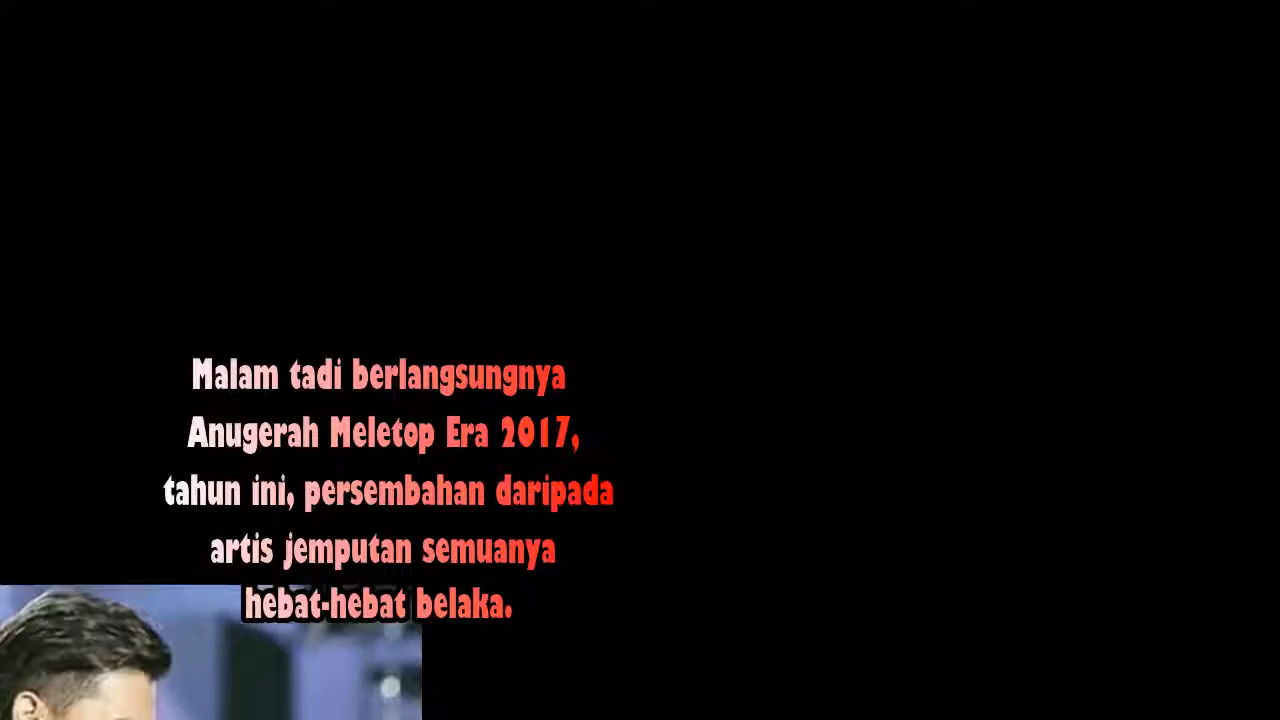 Malam tadi berlangsungnya
Anugerah Meletop Era 2017,
tahun ini, persembahan daripada
artis jemputan semuanya
hebat-hebat belaka.